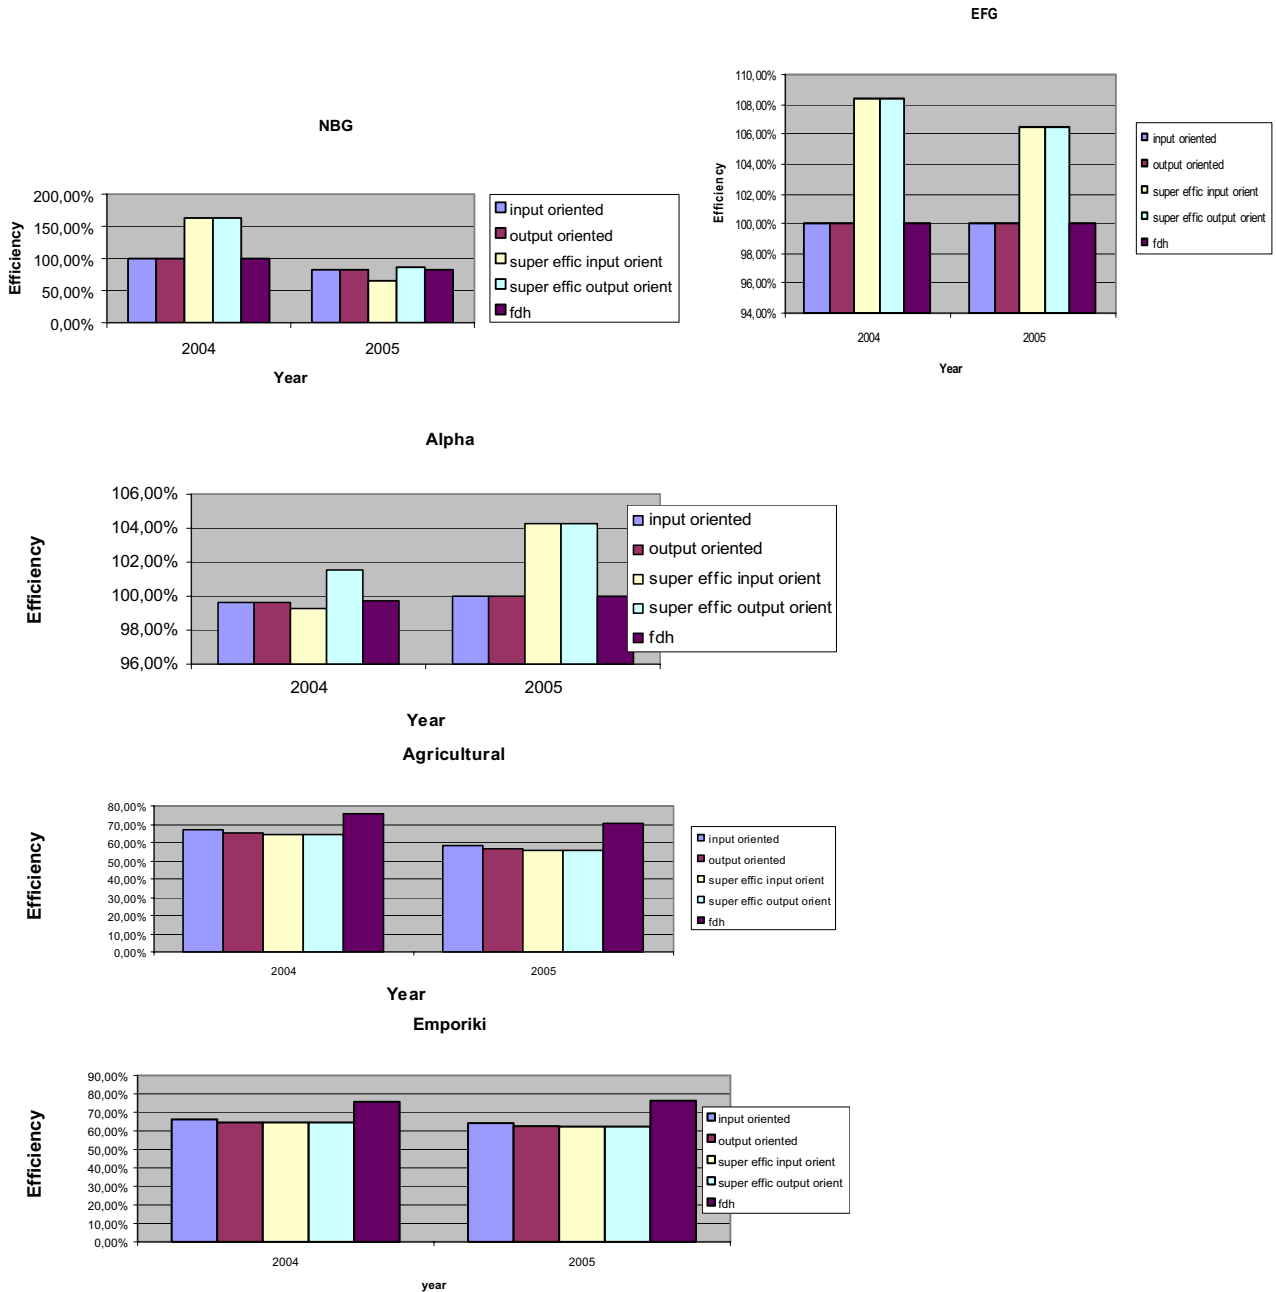 EFG
110,00%
108,00%
106,00%
104,00%
102,00%
100,00%
98,00%
96,00%
94,00%
Efficiency
2004
2005
Year
input oriented
output oriented
super effic input orient
super effic output orient
fdh
NBG
200,00%
150,00%
100,00%
50,00%
0,00%
Efficiency
2004
2005
Year
input oriented
output oriented
super effic input orient
super effic output orient
fdh
Alpha
106,00%
104,00%
102,00%
100,00%
98,00%
96,00%
Efficiency
2004
2005
Year
input oriented
output oriented
super effic input orient
super effic output orient
fdh
Agricultural
80,00%
70,00%
60,00%
50,00%
40,00%
30,00%
20,00%
10,00%
0,00%
Efficiency
2004
2005
Year
input oriented
output oriented
super effic input orient
super effic output orient
fdh
Emporiki
90,00%
80,00%
70,00%
60,00%
50,00%
40,00%
30,00%
20,00%
10,00%
0,00%
Efficiency
2004
2005
year
input oriented
output oriented
super effic input orient
super effic output orient
fdh